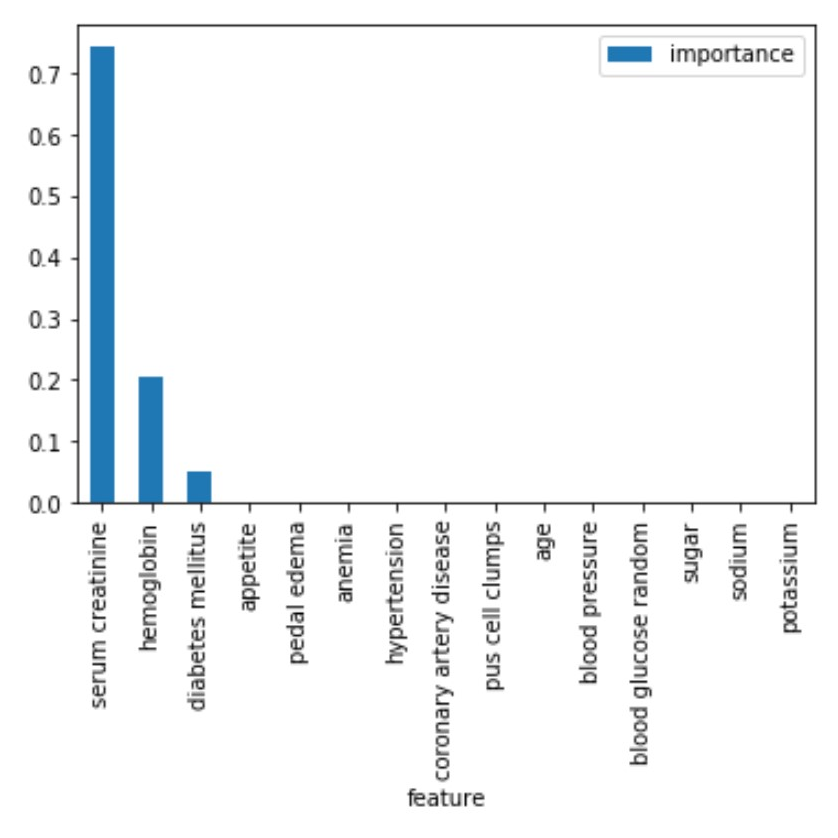 importance
0.7
0.6
0.5
0.4
0.3
0.2
0.1
0.0
serum creatinine
hemoglobin
diabetes mellitus
appetite
pedal edema
anemia
hypertension
coronary artery disease
pus cell clumps
age
blood pressure
blood glucose random
sugar
sodium
potassium
feature